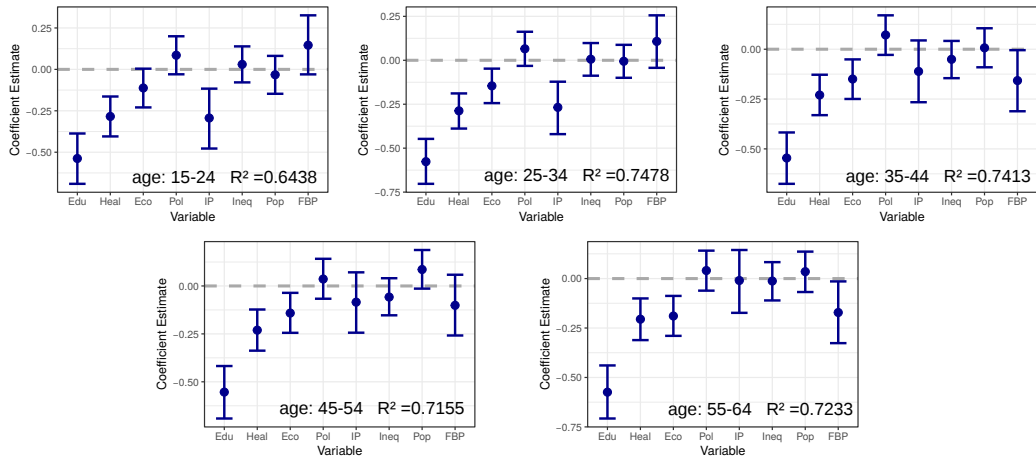 Coefficient Estimate
0.25
0.00
−0.25
−0.50
age: 15-24 R² =0.6438
Edu Heal Eco Pol IP Ineq Pop FBP
Variable
Coefficient Estimate
0.25
0.00
−0.25
−0.50
−0.75
age: 25-34 R² =0.7478
Edu Heal Eco Pol IP Ineq Pop FBP
Variable
Coefficient Estimate
0.00
−0.50
age: 35-44 R² =0.7413
Edu Heal Eco Pol IP Ineq Pop FBP
Variable
Coefficient Estimate
0.00
−0.25
−0.50
age: 45-54 R² =0.7155
Edu Heal Eco Pol IP Ineq Pop FBP
Variable
Coefficient Estimate
0.00
−0.25
−0.50
−0.75
age: 55-64 R² =0.7233
Edu Heal Eco Pol IP Ineq Pop FBP
Variable